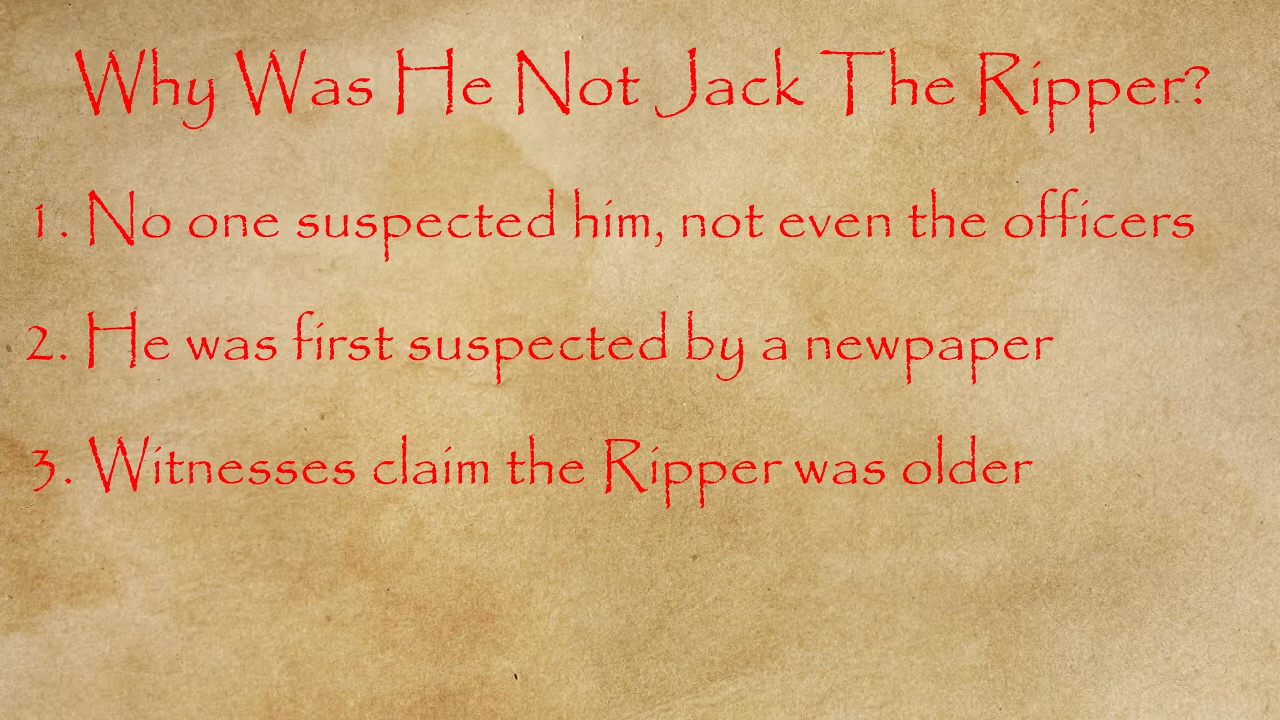 Why Was He Not Jack The Ripper?
1. No one suspected him, not even the officers
2. He was first suspected by a newpaper
3. Witnesses claim the Ripper was older